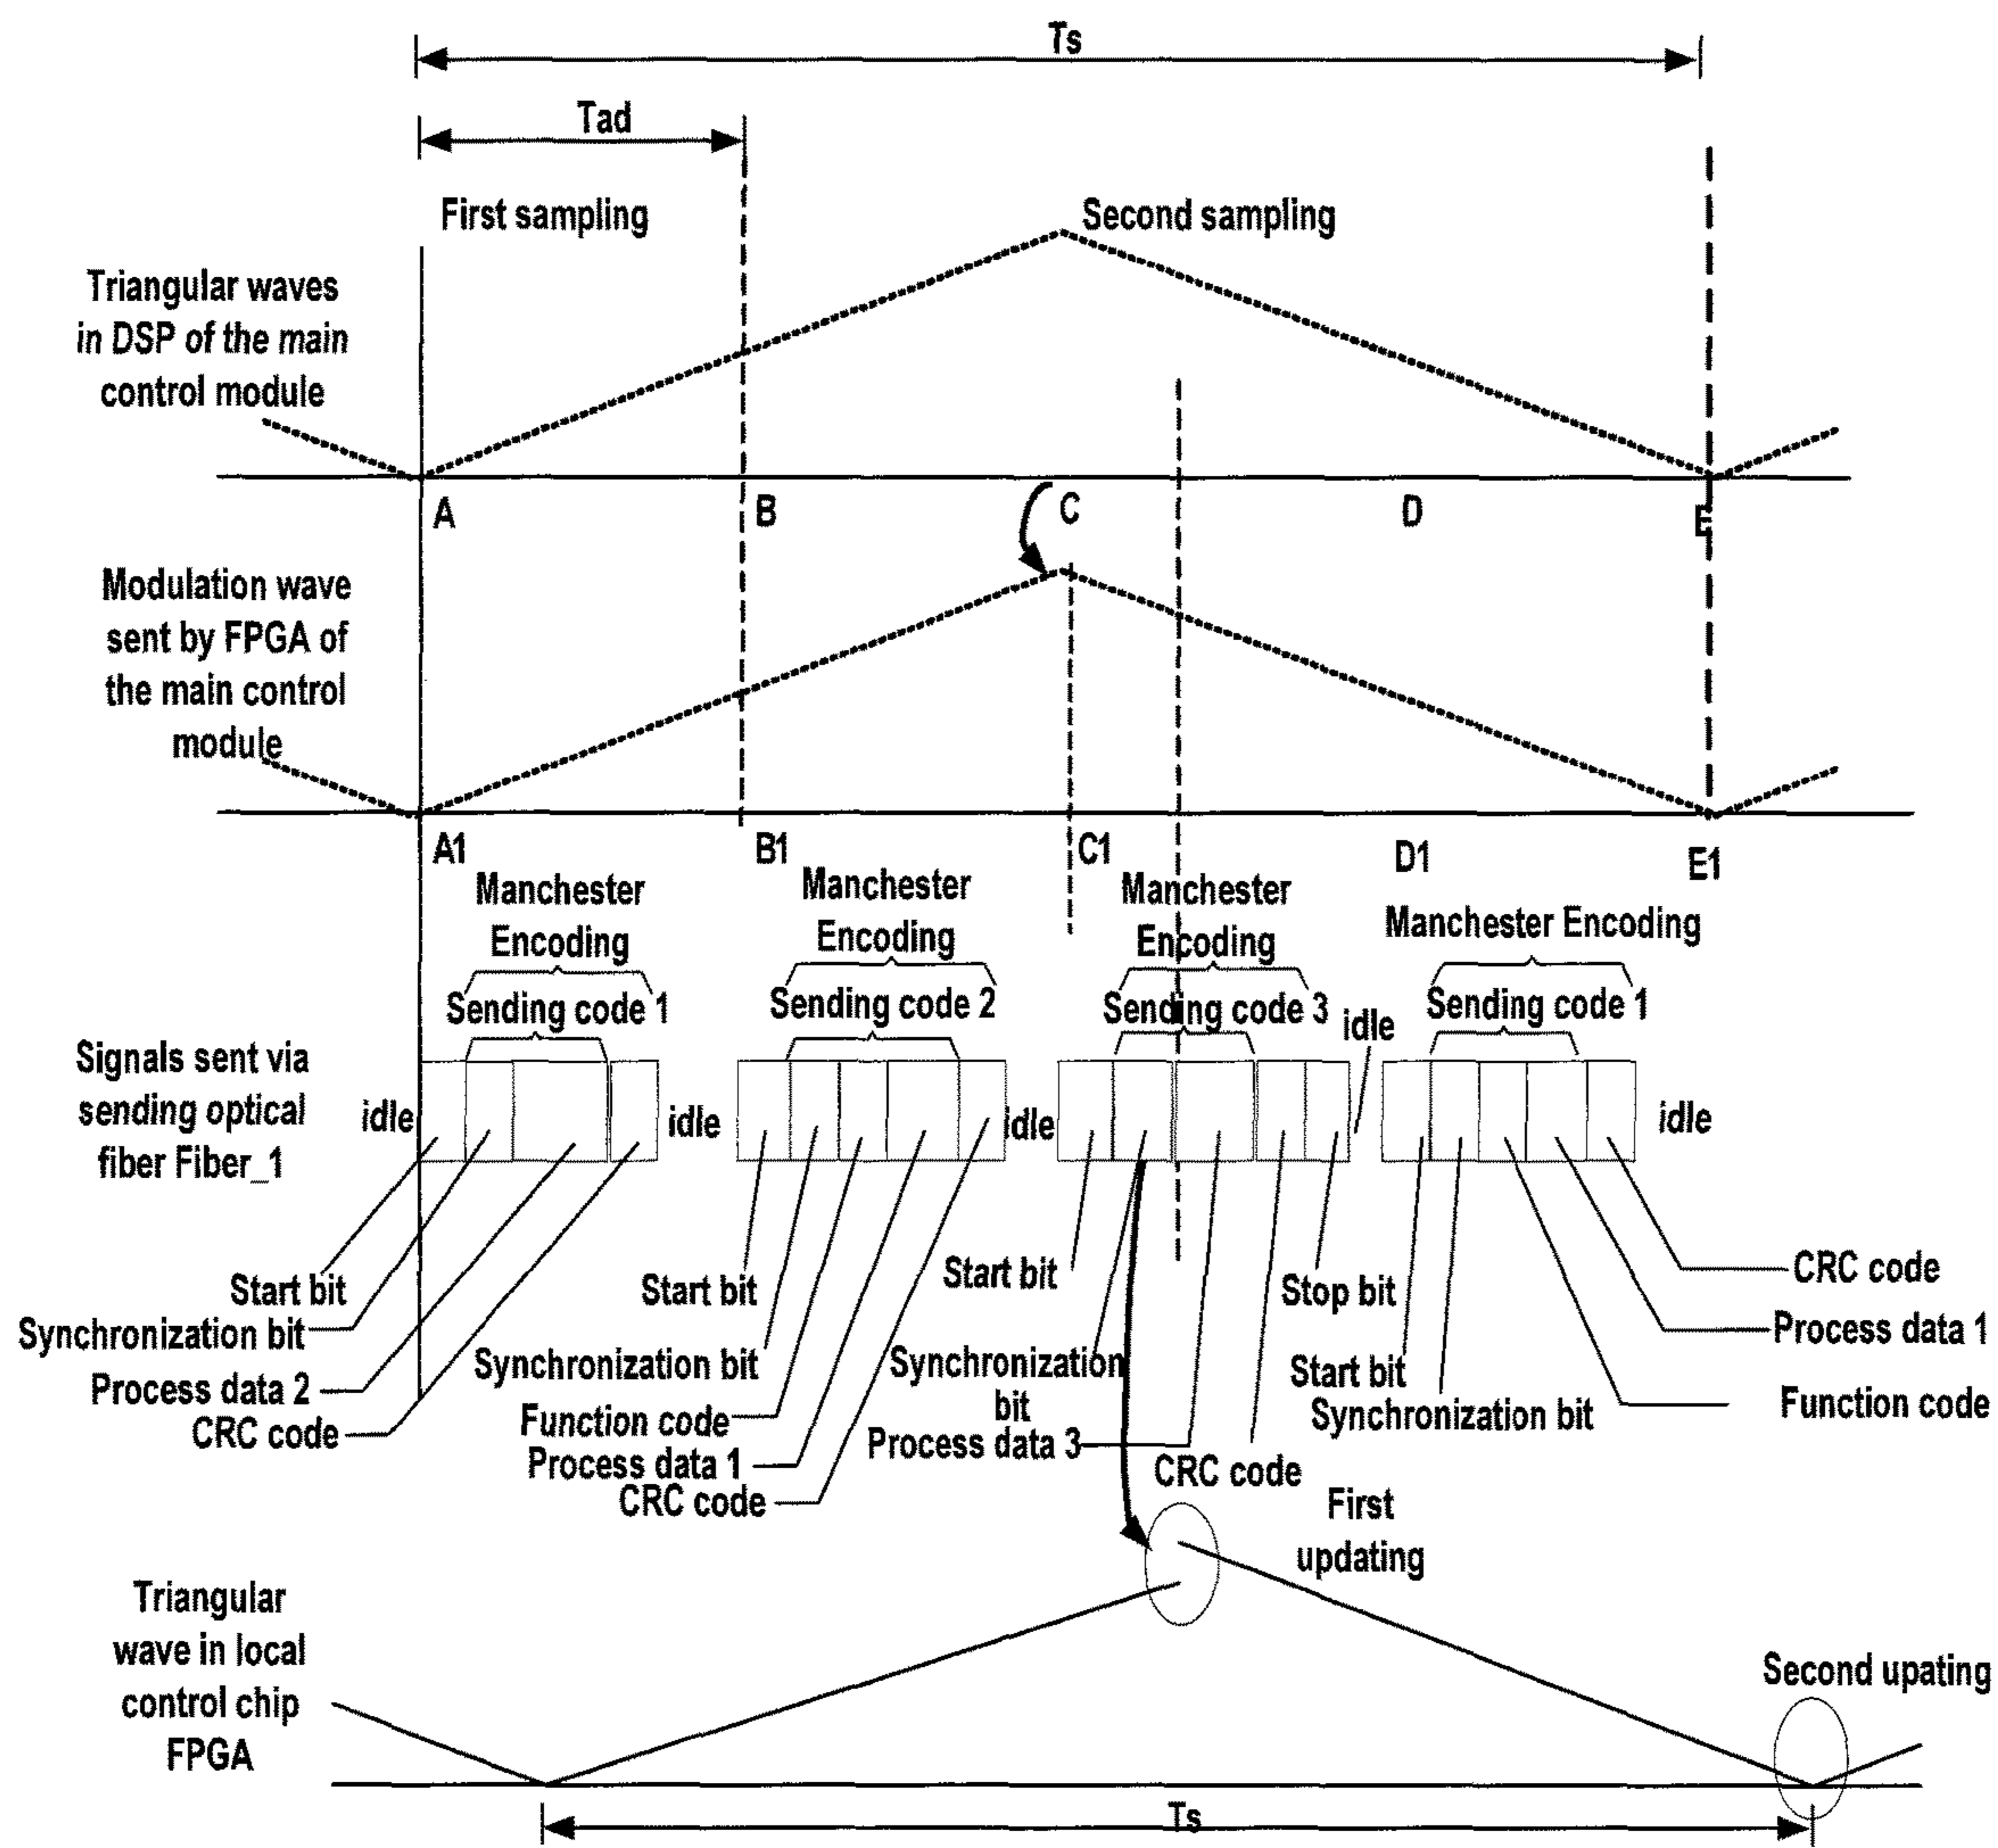 Ts
Tad
First sampling
Second sampling
Triangular waves
in DSP of the main
control module
A
B
C
D
E
Modulation wave
sent by FPGA of
the main control
module
A1
B1
C1
D1
E1
Manchester
Encoding
Sending code 1
Manchester
Encoding
Sending code 2
Manchester
Encoding
Sending code 3
idle
Manchester Encoding
Sending code 1
Signals sent via
sending optical
fiber Fiber_1
idle
idle
idle
idle
Start bit
Synchronization bit
Process data 2
CRC code
Start bit
Synchronization bit
Function code
Process data 1
CRC code
Start bit
Synchronization
bit
Process data 3
CRC code
Stop bit
Start bit
Synchronization bit
CRC code
Process data 1
Function code
First
updating
Triangular
wave in local
control chip
FPGA
Second upating
Ts